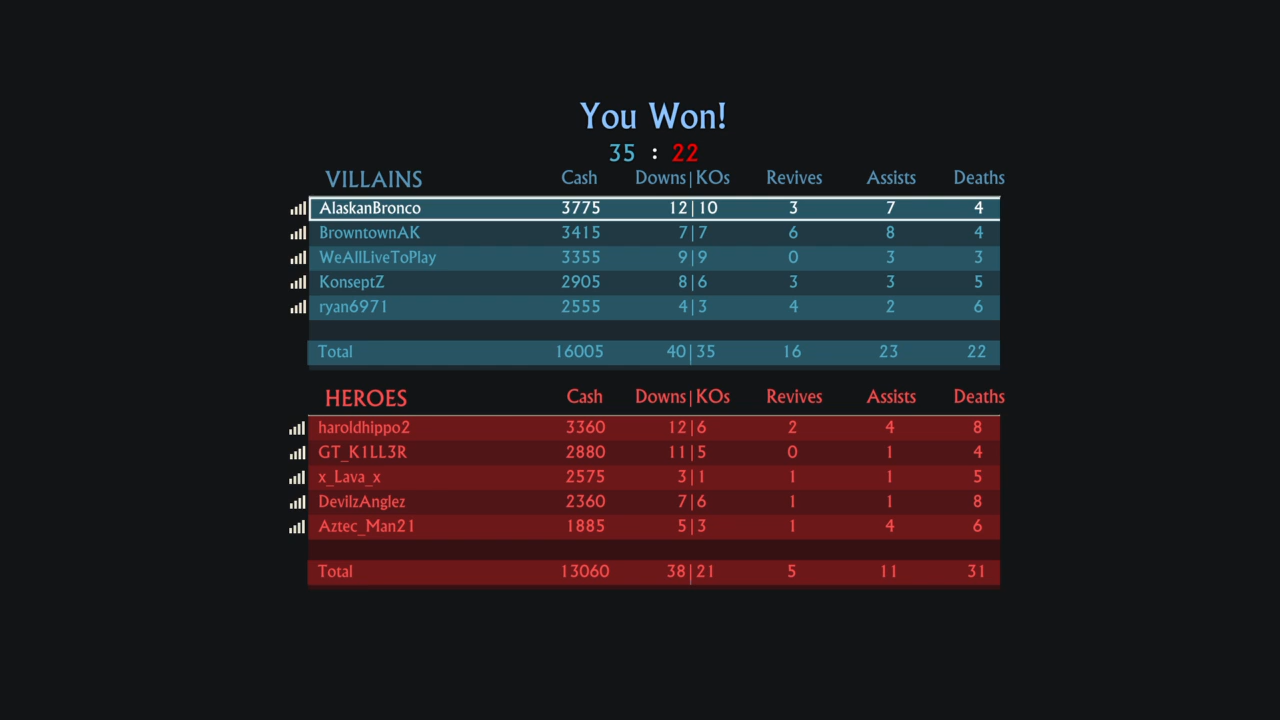 You Won!
35 : 22
VILLAINS Cash Downs|KOs Revives Assists Deaths
AlaskanBronco 3775 12|10 3 7 4
BrowntownAK 3415 7|7 6 8 4
WeAllLiveToPlay 3355 9|9 0 3 3
KonseptZ 2905 8|6 3 3 5
ryan6971 2555 4|3 4 2 6
Total 16005 40|35 16 23 22
HEROES Cash Downs|KOs Revives Assists Deaths
haroldhippo2 3360 12|6 2 4 8
GT_K1LL3R 2880 11|5 0 1 4
x_Lava_x 2575 3|1 1 1 5
DevilzAnglez 2360 7|6 1 1 8
Aztec_Man21 1885 5|3 1 4 6
Total 13060 38|21 5 11 31